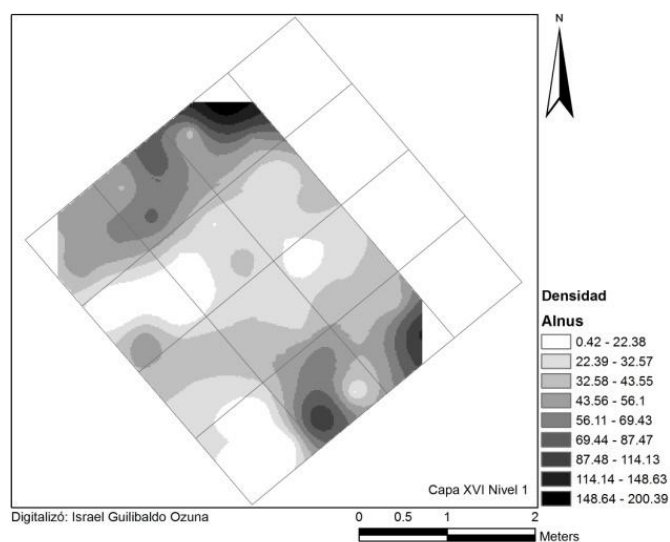 N
Densidad
Alnus
0.42 - 22.38
22.39 - 32.57
32.58 - 43.55
43.56 - 56.1
56.11 - 69.43
69.44 - 87.47
87.48 - 114.13
114.14 - 148.63
148.64 - 200.39
Capa XVI Nivel 1
Digitalizó: Israel Guilibaldo Ozuna
0 0.5 1 2
Meters